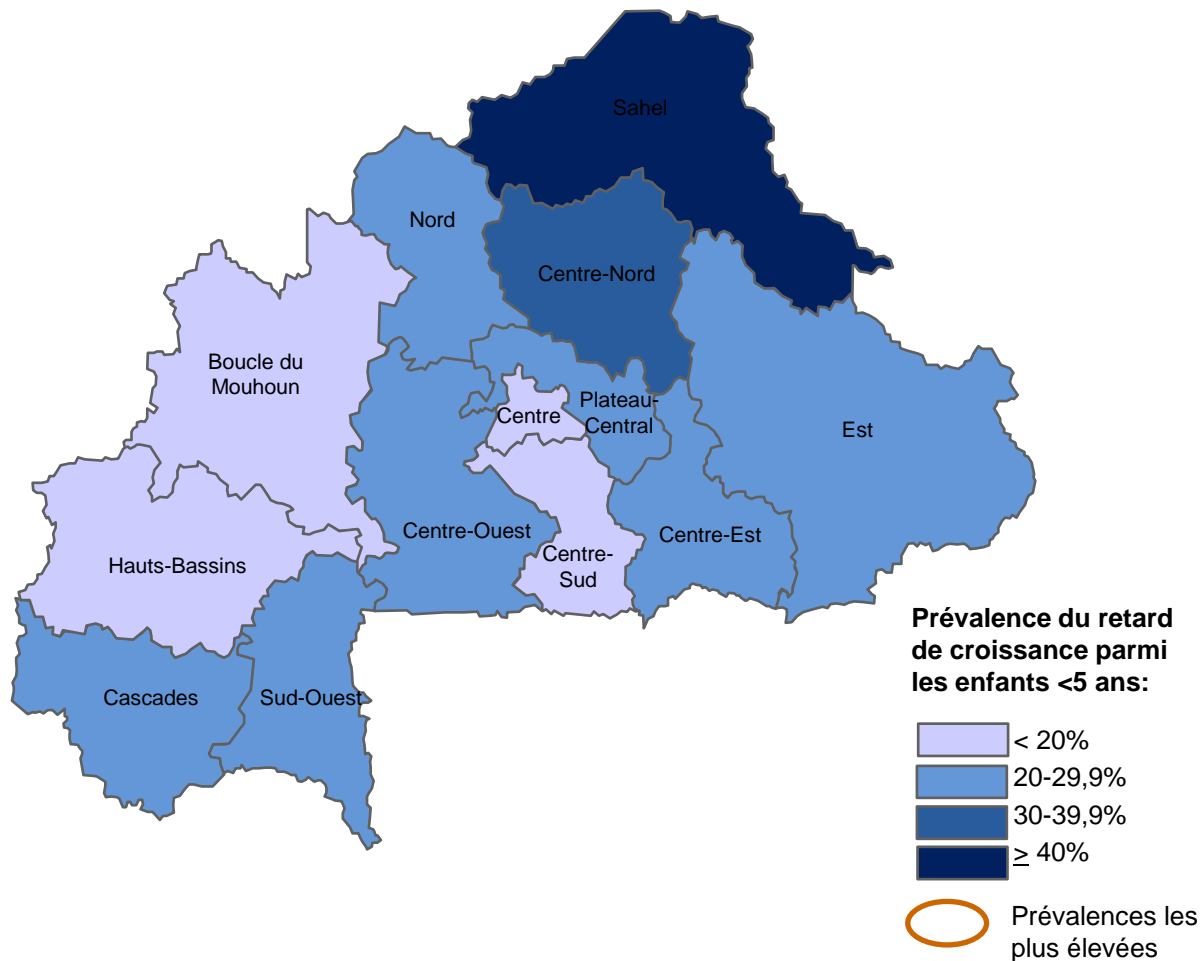 Sahel
Nord
Centre-Nord
Boucle du
Mouhoun
Plateau-
Central
Centre
Est
Centre-Ouest
Centre-Est
Centre-
Sud
Hauts-Bassins
Cascades
Sud-Ouest
Prévalence du retard
de croissance parmi
les enfants <5 ans:
< 20%
20-29,9%
30-39,9%
≥ 40%
Prévalences les
plus élevées